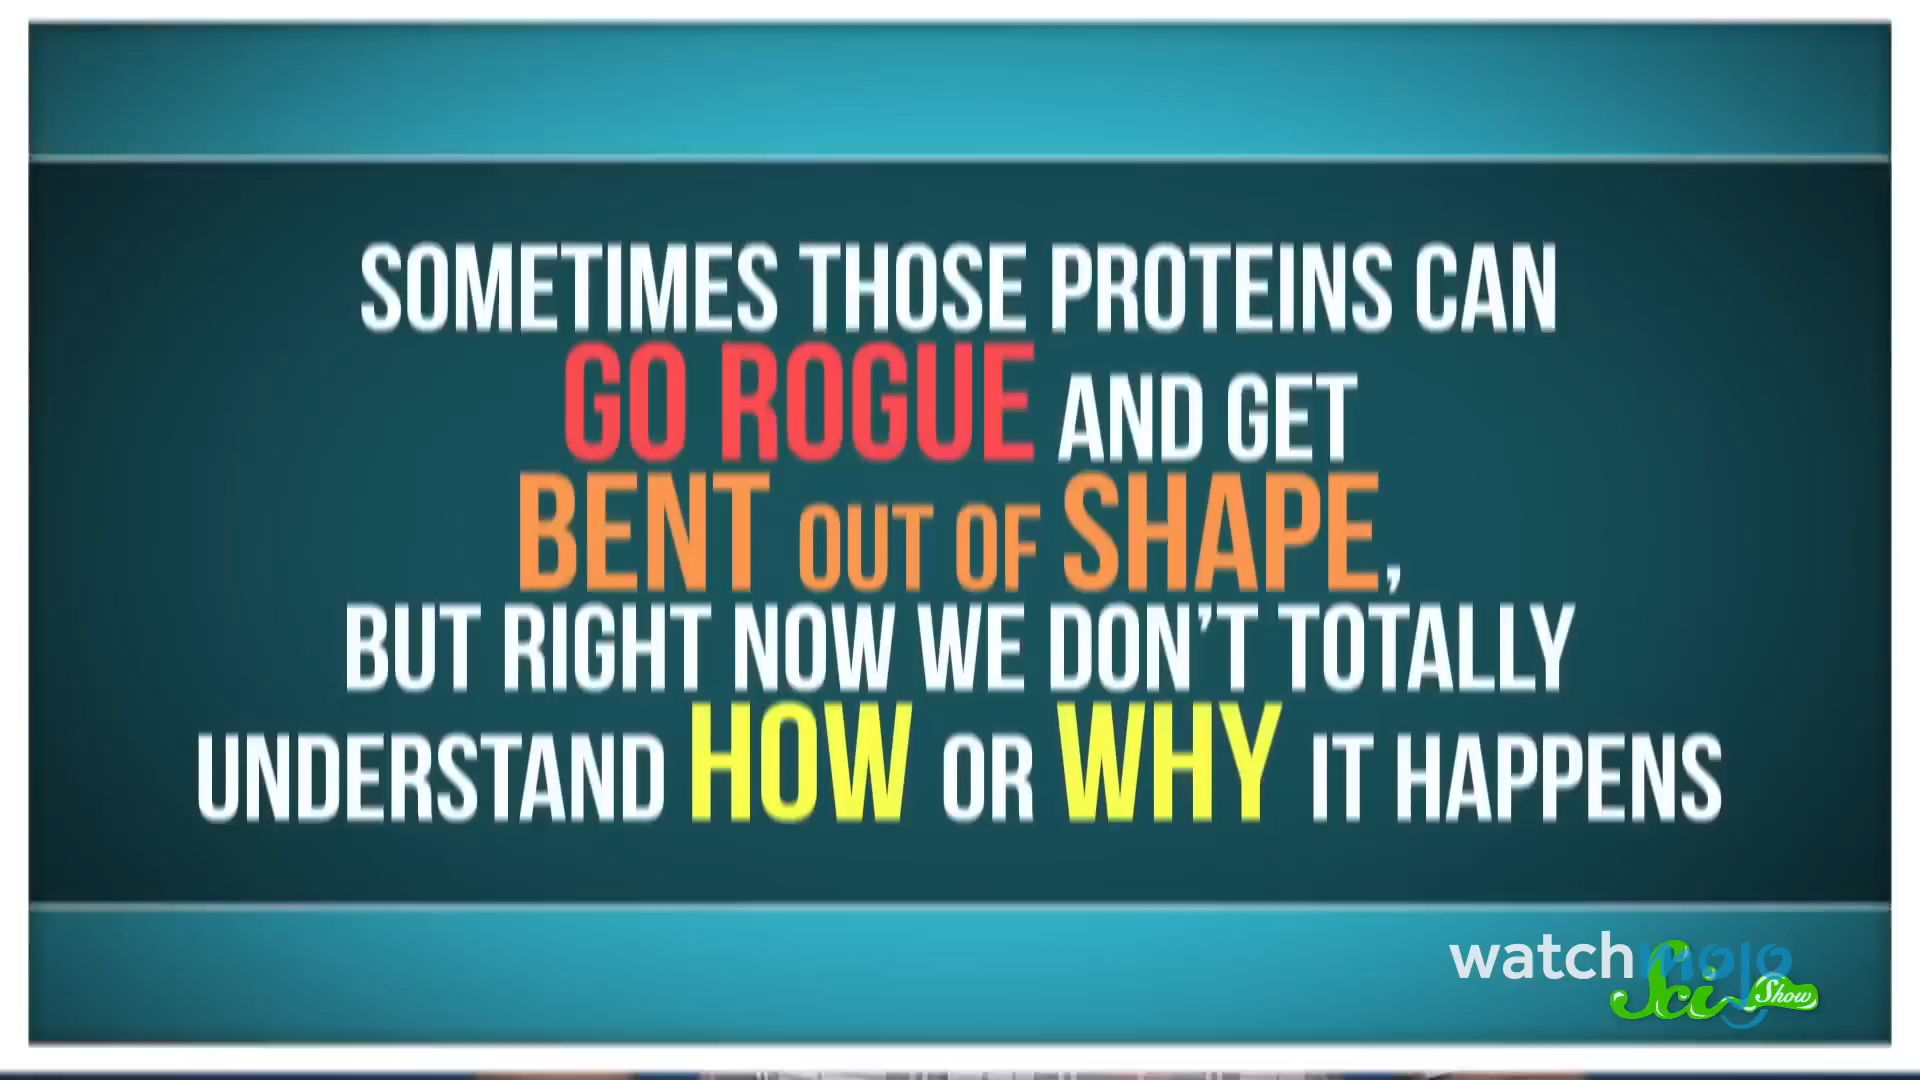 SOMETIMES THOSE PROTEINS CAN
GO ROGUE AND GET
BENT OUT OF SHAPE,
BUT RIGHT NOW WE DON'T TOTALLY
UNDERSTAND HOW OR WHY IT HAPPENS
watchmojo
Sci Show